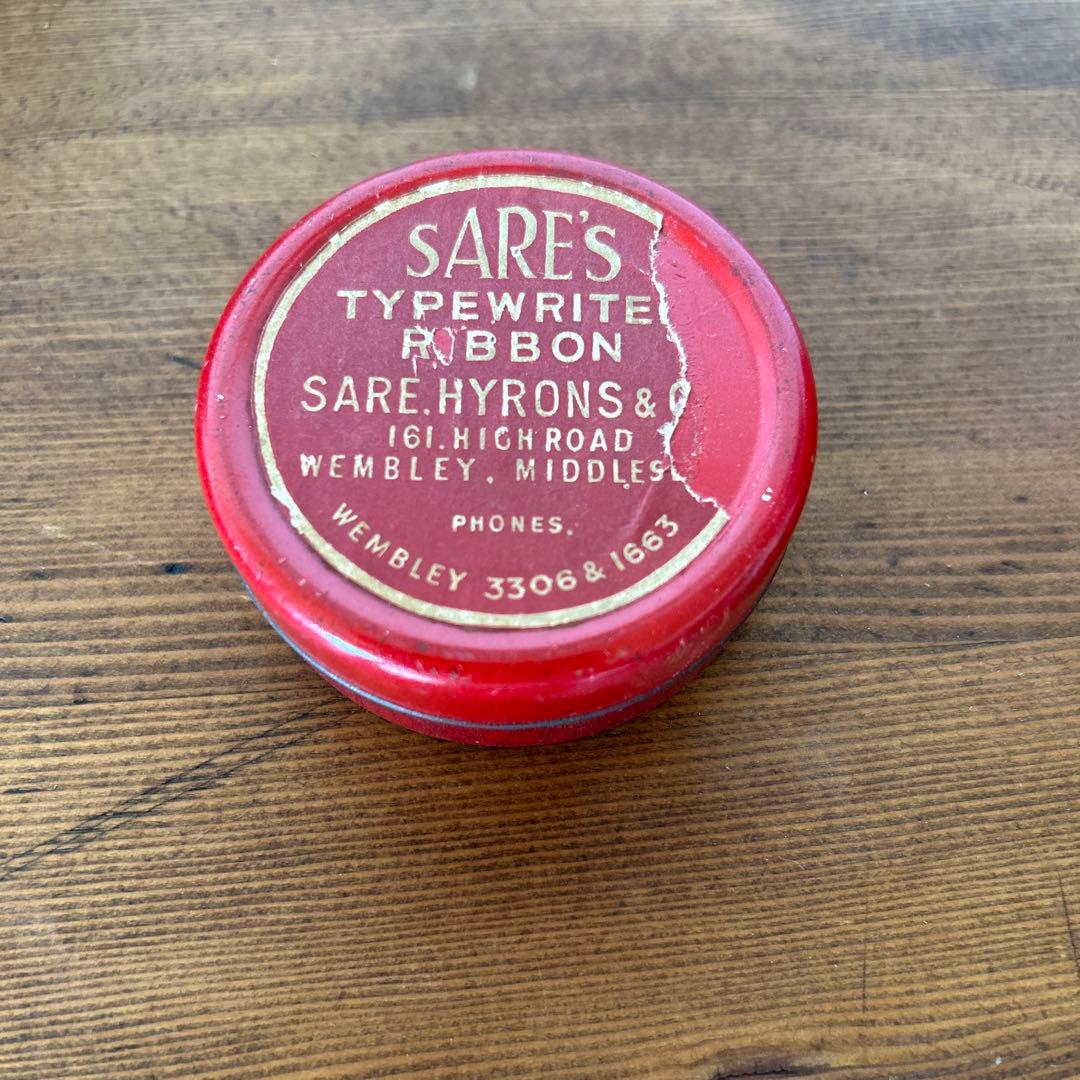 SARE'S
TYPEWRITE
RIBBON
SARE. HYRONS & C
161. HIGH ROAD
WEMBLEY, MIDDLES
PHONES.
WEMBLEY 3306 & 1663